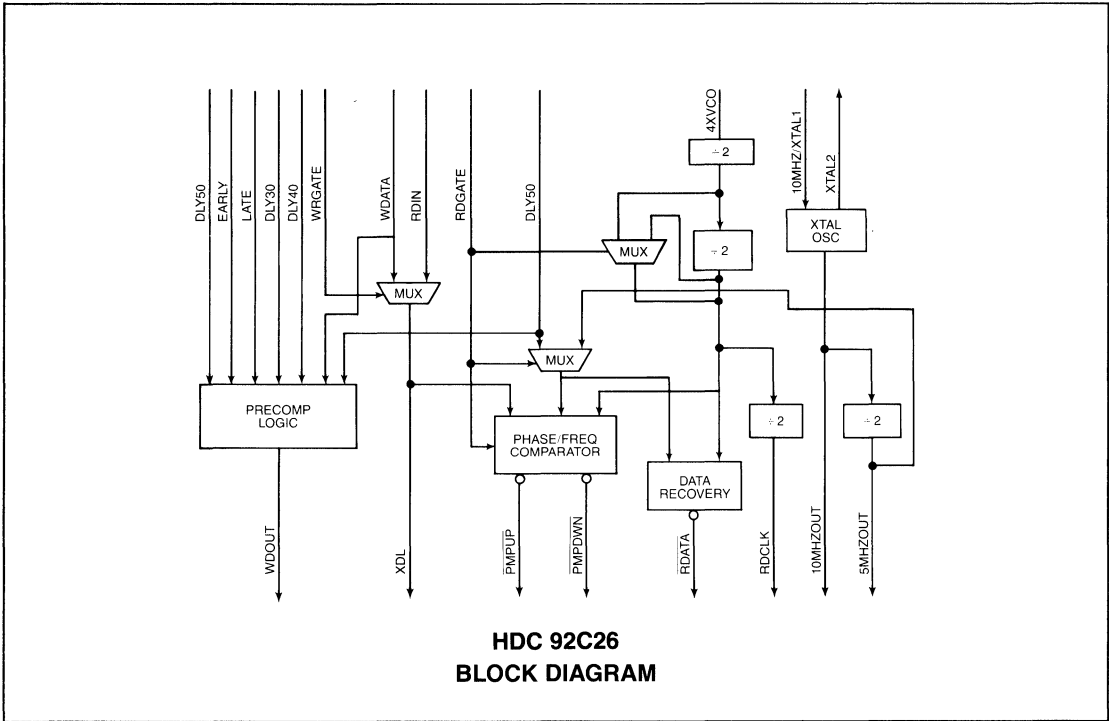 DLY50
EARLY
LATE
DLY30
DLY40
WRGATE
WDATA
RDIN
RDGATE
DLY50
4XVCO
10MHZ/XTAL1
XTAL2
÷ 2
XTAL
OSC
MUX
÷ 2
MUX
MUX
PRECOMP
LOGIC
PHASE/FREQ
COMPARATOR
÷ 2
÷ 2
DATA
RECOVERY
WDOUT
XDL
PMPUP
PMPDWN
RDATA
RDCLK
10MHZOUT
5MHZOUT
HDC 92C26
BLOCK DIAGRAM